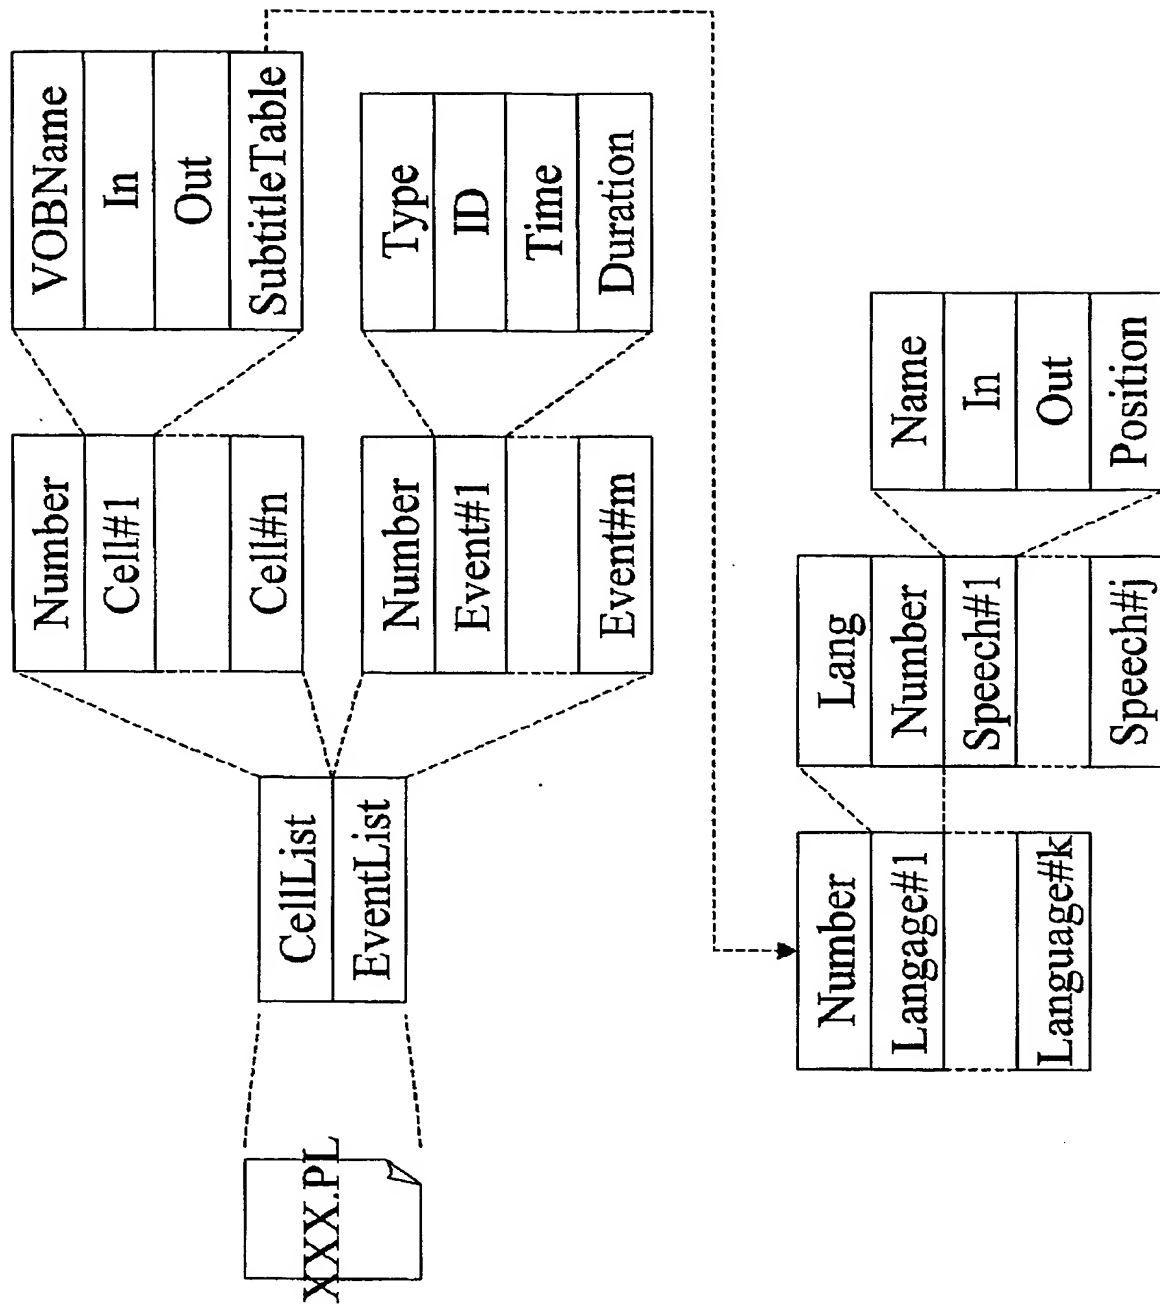 XXX.PL
CellList
EventList
Number
Cell#1
Cell#n
VOBName
In
Out
SubtitleTable
Number
Event#1
Event#m
Type
ID
Time
Duration
Number
Langage#1
Language#k
Lang
Number
Speech#1
Speech#j
Name
In
Out
Position